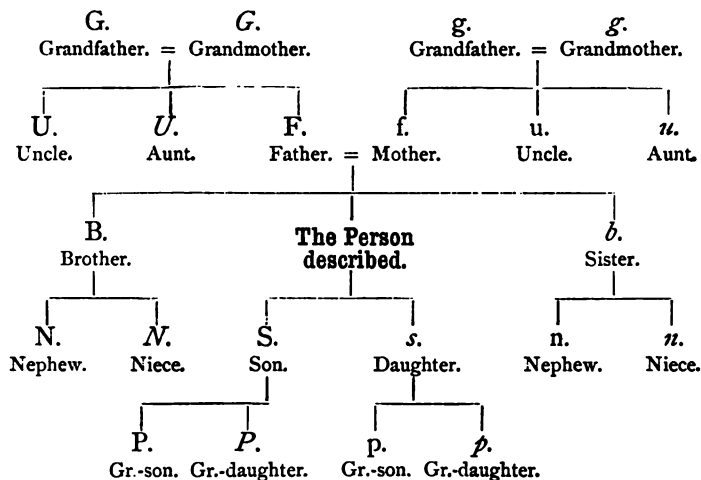 G. G. g. g.
Grandfather. = Grandmother. Grandfather. = Grandmother.
U. U. F. f. u. u.
Uncle. Aunt. Father. = Mother. Uncle. Aunt.
B. The Person described. b.
Brother. Sister.
N. N. S. s. n. n.
Nephew. Niece. Son. Daughter. Nephew. Niece.
P. P. p. p.
Gr.-son. Gr.-daughter. Gr.-son. Gr.-daughter.